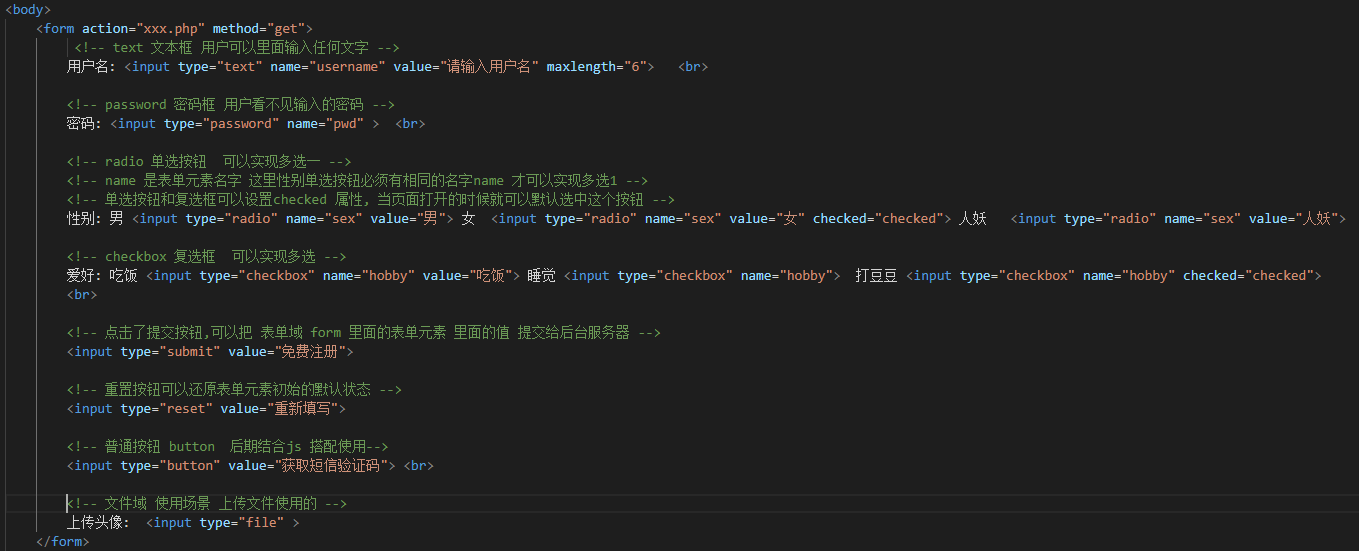 <body>
<form action="xxx.php" method="get">
<!-- text 文本框 用户可以里面输入任何文字 -->
用户名: <input type="text" name="username" value="请输入用户名" maxlength="6"> <br>
<!-- password 密码框 用户看不见输入的密码 -->
密码: <input type="password" name="pwd" > <br>
<!-- radio 单选按钮 可以实现多选一 -->
<!-- name 是表单元素名字 这里性别单选按钮必须有相同的名字name 才可以实现多选1 -->
<!-- 单选按钮和复选框可以设置checked 属性, 当页面打开的时候就可以默认选中这个按钮 -->
性别: 男 <input type="radio" name="sex" value="男"> 女 <input type="radio" name="sex" value="女" checked="checked"> 人妖 <input type="radio" name="sex" value="人妖">
<!-- checkbox 复选框 可以实现多选 -->
爱好: 吃饭 <input type="checkbox" name="hobby" value="吃饭"> 睡觉 <input type="checkbox" name="hobby"> 打豆豆 <input type="checkbox" name="hobby" checked="checked">
<br>
<!-- 点击了提交按钮,可以把 表单域 form 里面的表单元素 里面的值 提交给后台服务器 -->
<input type="submit" value="免费注册">
<!-- 重置按钮可以还原表单元素初始的默认状态 -->
<input type="reset" value="重新填写">
<!-- 普通按钮 button 后期结合js 搭配使用-->
<input type="button" value="获取短信验证码"> <br>
<!-- 文件域 使用场景 上传文件使用的 -->
上传头像: <input type="file" >
</form>